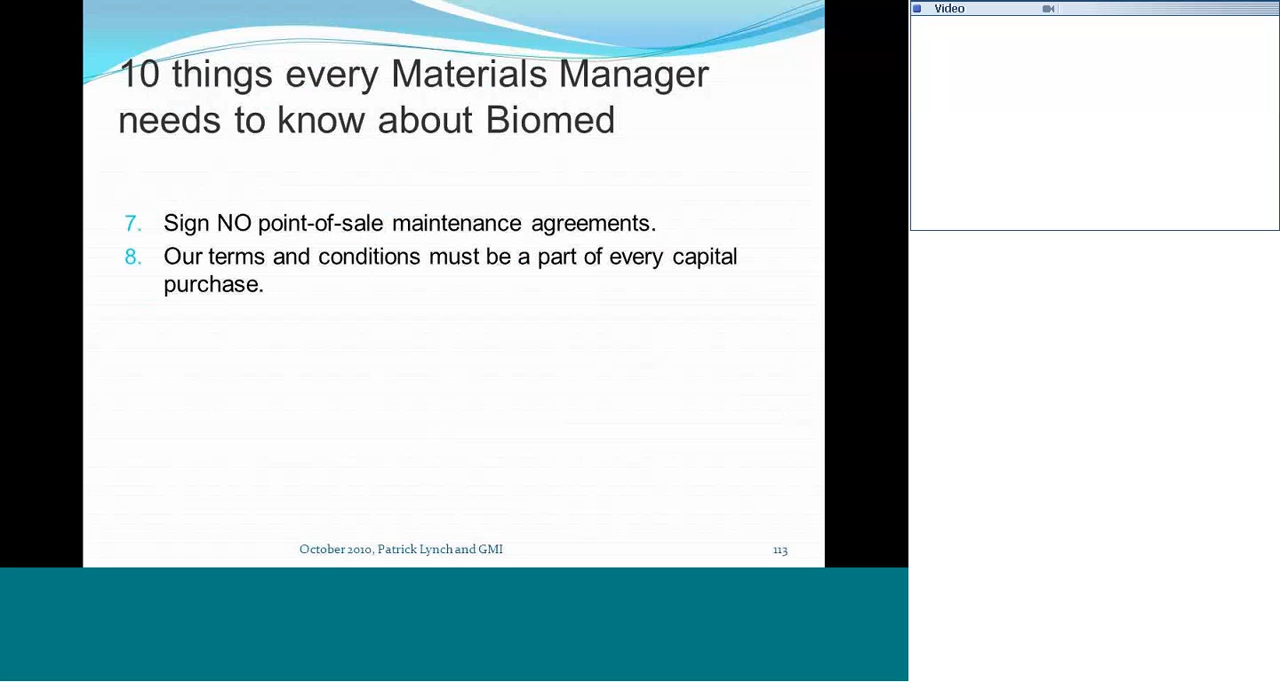 Video
10 things every Materials Manager
needs to know about Biomed
7. Sign NO point-of-sale maintenance agreements.
8. Our terms and conditions must be a part of every capital
purchase.
October 2010, Patrick Lynch and GMI
113